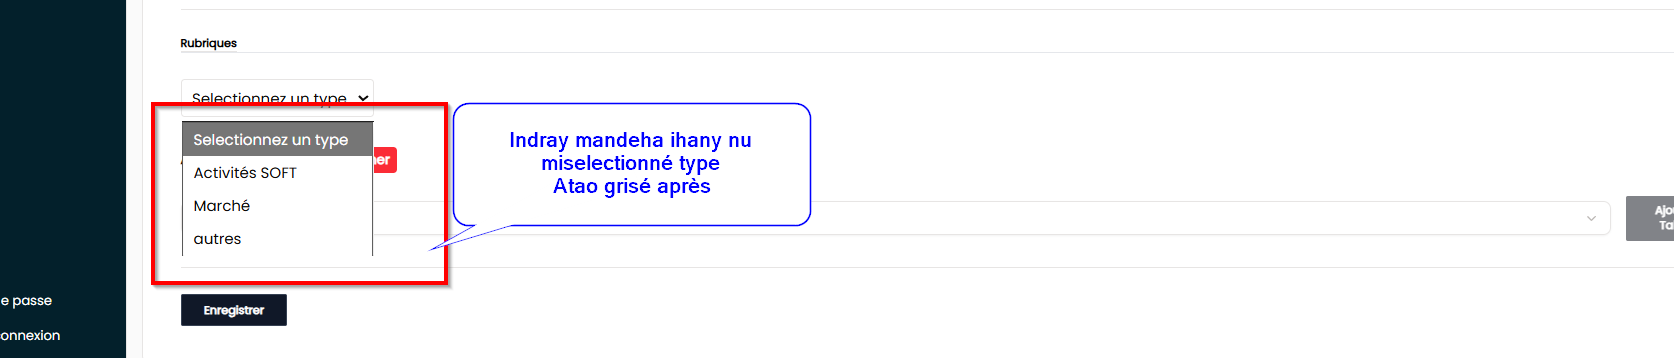 Rubriques
Selectionnez un type
Selectionnez un type
Activités SOFT
Marché
autres
Indray mandeha ihany nu
miselectionné type
Atao grisé après
Enregistrer
e passe
onnexion